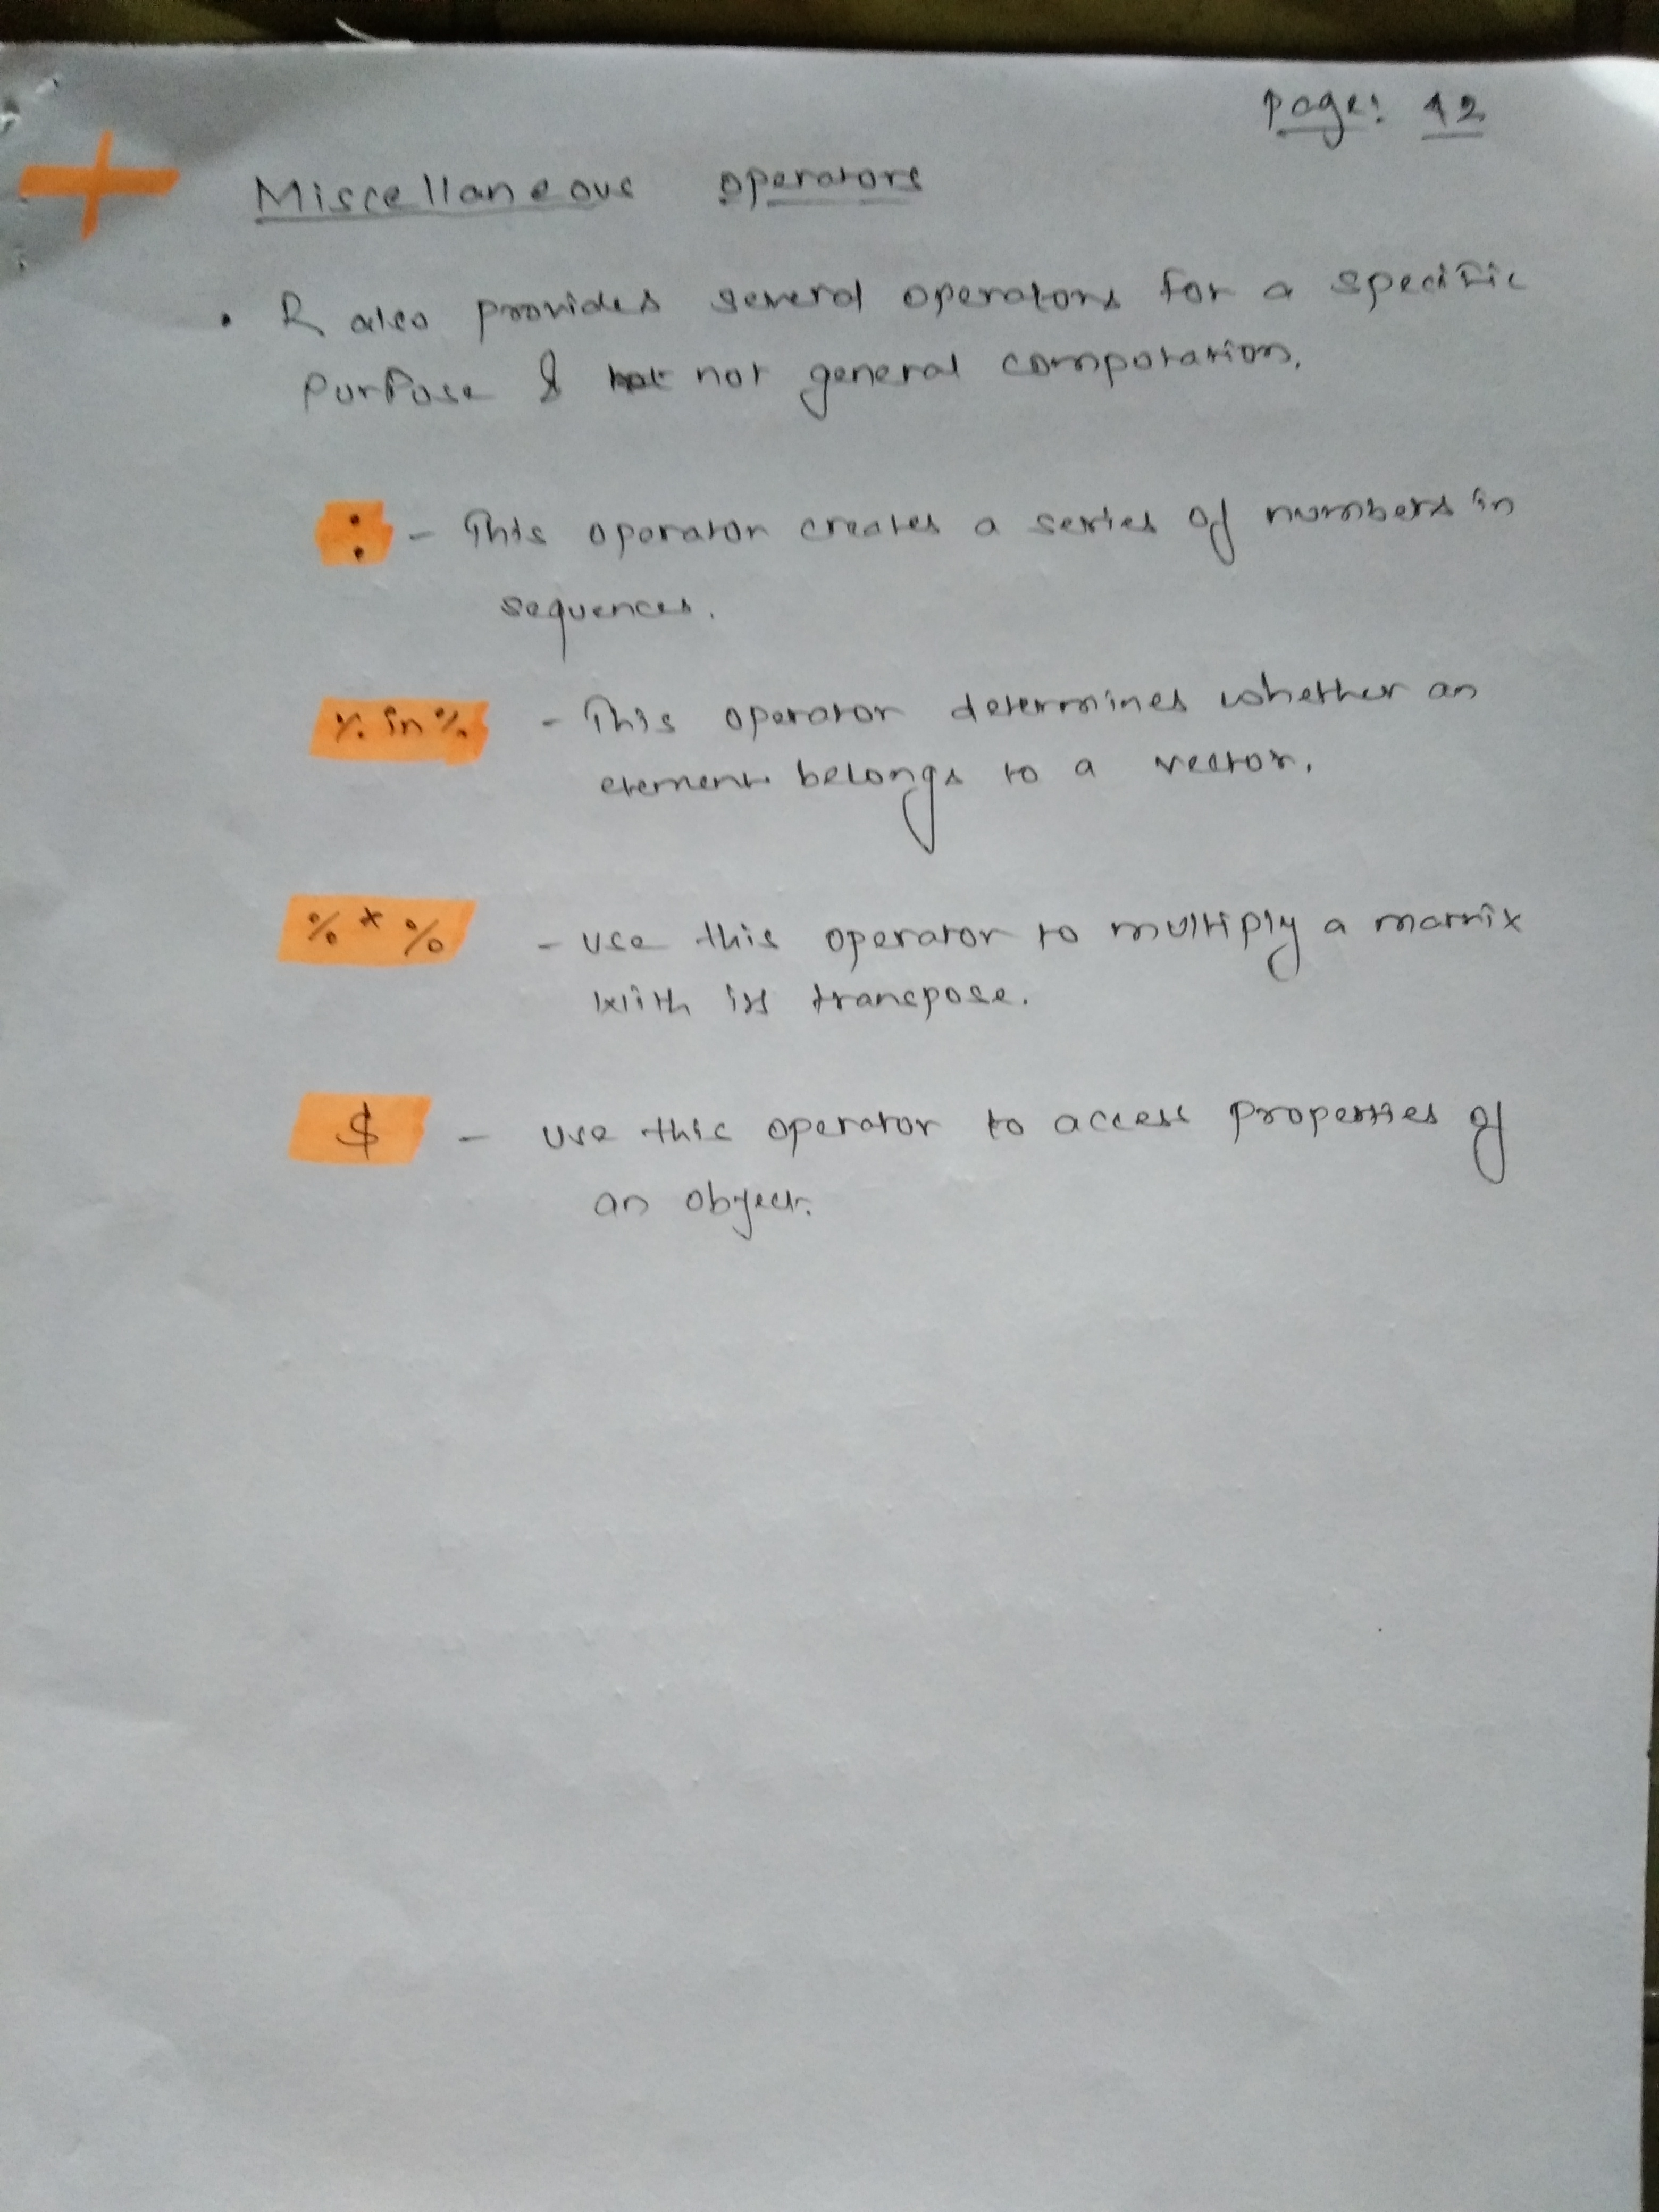 Page: 12
Miscellaneous operators
• R also provides several operators for a specific
purpose & not general computation.
: - This operator creates a series of numbers in
sequences.
%in% - This operator determines whether an
element belongs to a vector.
%*% - use this operator to multiply a matrix
with its transpose.
$ - use this operator to access properties of
an object.